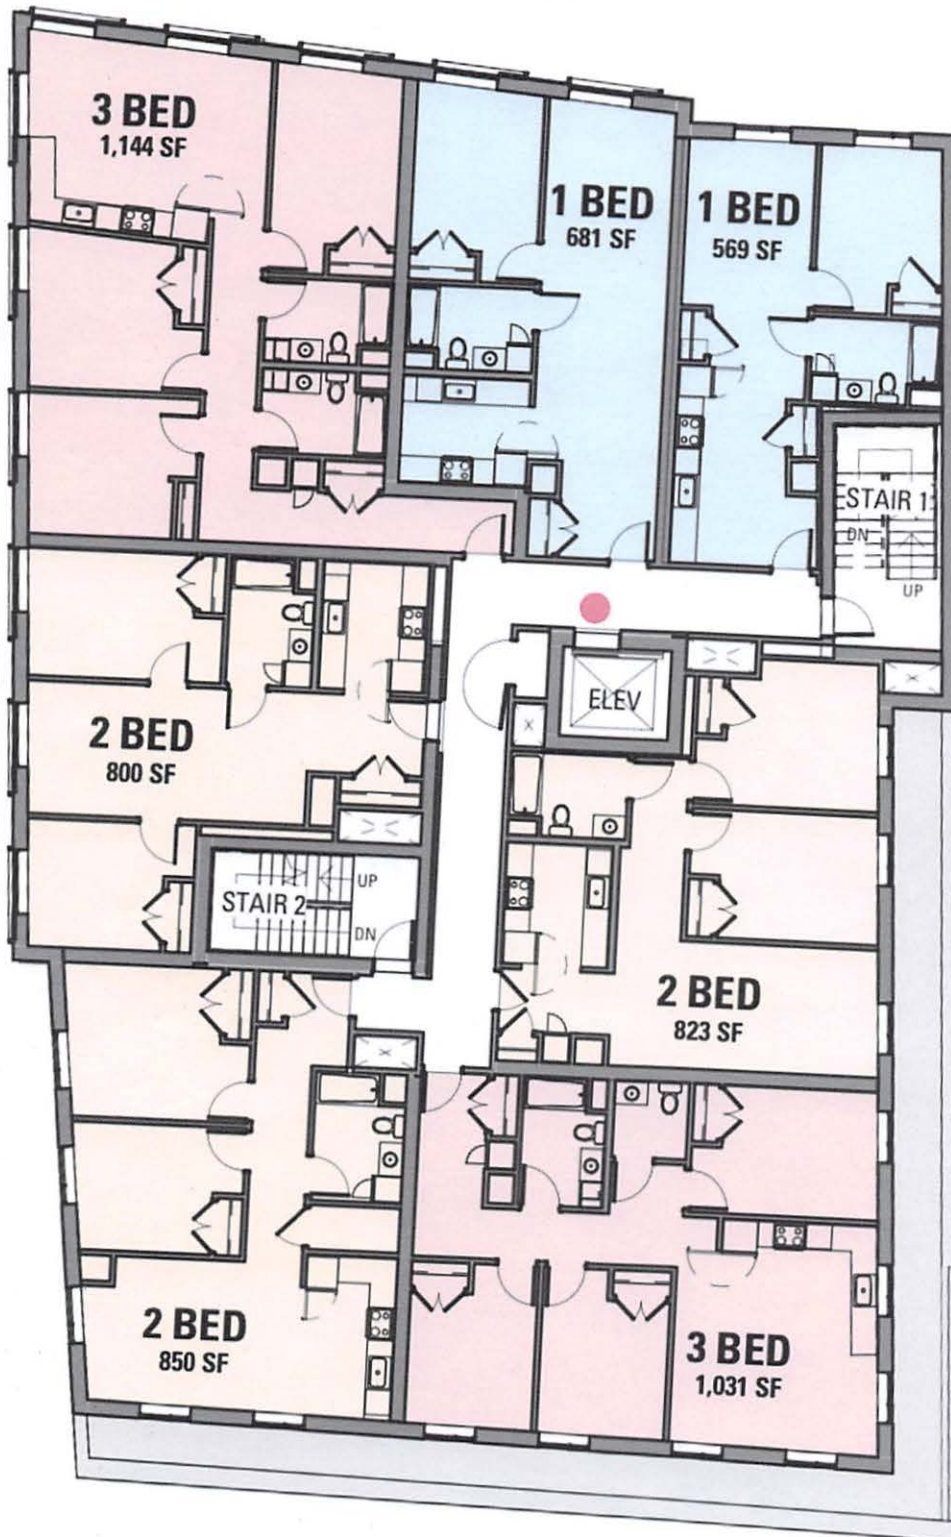 3 BED
1,144 SF
1 BED
681 SF
1 BED
569 SF
STAIR 1
DN
UP
ELEV
2 BED
800 SF
UP
STAIR 2
DN
2 BED
823 SF
2 BED
850 SF
3 BED
1,031 SF